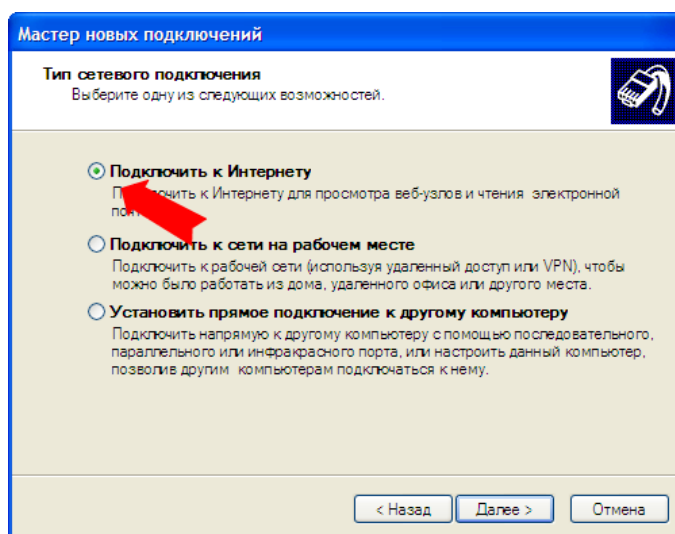 Мастер новых подключений
Тип сетевого подключения
Выберите одну из следующих возможностей.
Подключить к Интернету
к Интернету для просмотра веб-узлов и чтения электронной
Подключить к сети на рабочем месте
Подключить к рабочей сети (используя удаленный доступ или VPN), чтобы
можно было работать из дома, удаленного офиса или другого места.
Установить прямое подключение к другому компьютеру
Подключить напрямую к другому компьютеру с помощью последовательного,
параллельного или инфракрасного порта, или настроить данный компьютер,
позволив другим компьютерам подключаться к нему.
< Назад Далее > Отмена